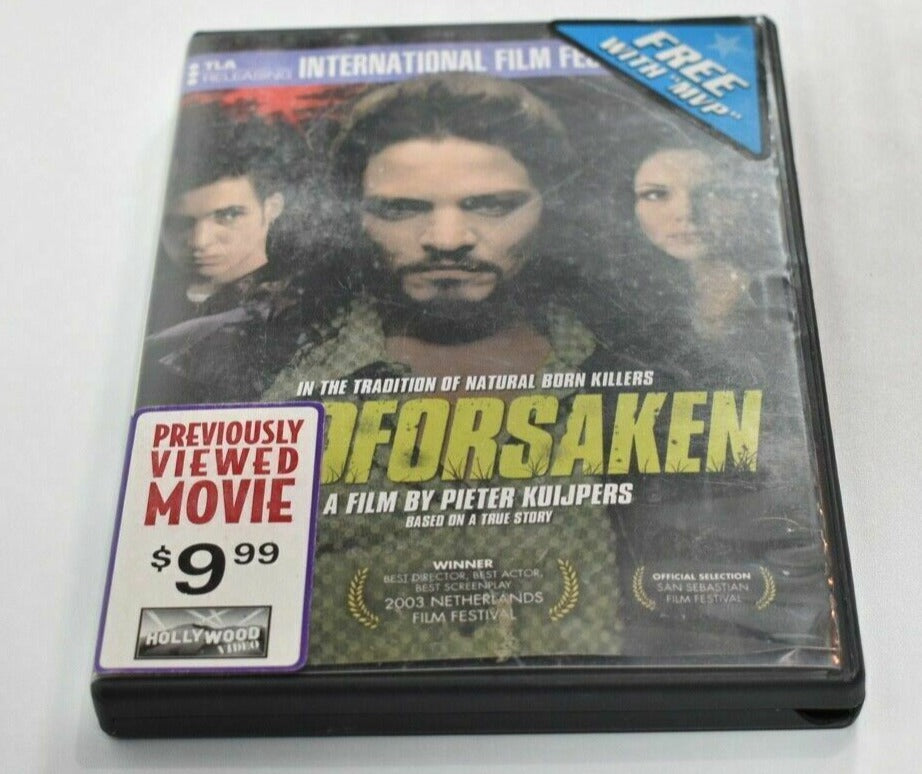 TLA
RELEASING
INTERNATIONAL FILM FES
FREE
WITH "MVP"
IN THE TRADITION OF NATURAL BORN KILLERS
DFORSAKEN
A FILM BY PIETER KUIJPERS
BASED ON A TRUE STORY
PREVIOUSLY
VIEWED
MOVIE
$9.99
HOLLYWOOD
VIDEO
WINNER
BEST DIRECTOR, BEST ACTOR,
BEST SCREENPLAY
2003 NETHERLANDS
FILM FESTIVAL
OFFICIAL SELECTION
SAN SEBASTIAN
FILM FESTIVAL